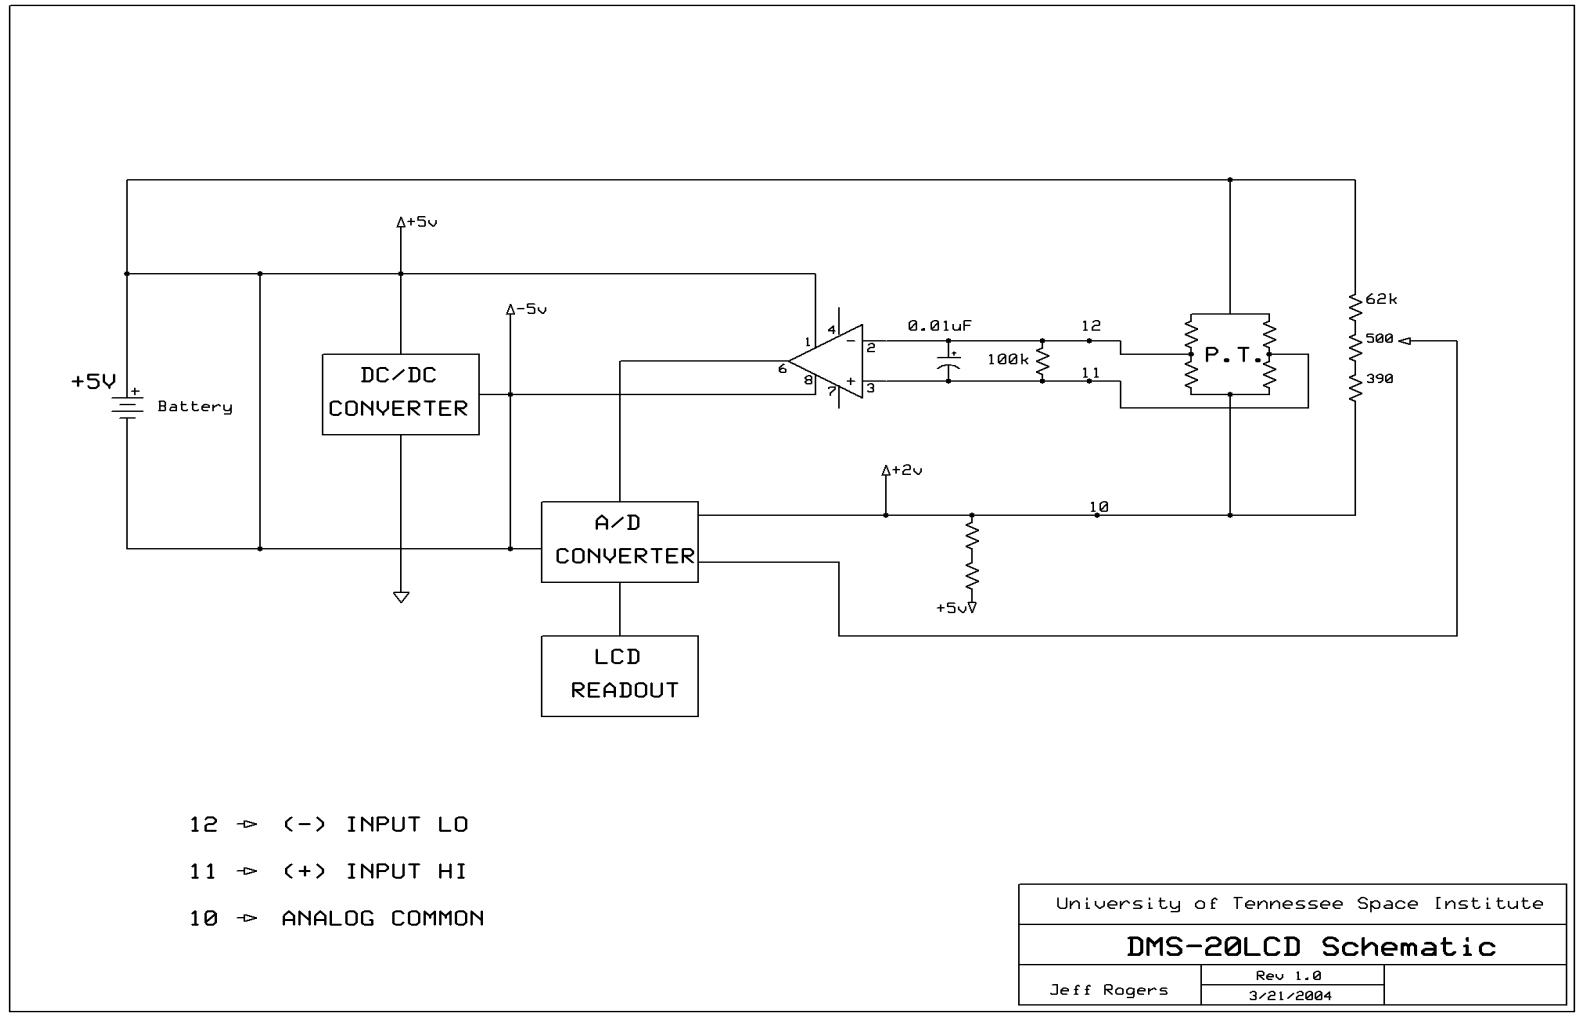 +5v
-5v
62k
0.01uF
12
4
1
-
2
500
100k
P.T.
DC/DC
CONVERTER
6
+5V
+
8
+
3
11
390
7
Battery
+2v
10
A/D
CONVERTER
+5v
LCD
READOUT
12 → (-) INPUT LO
11 → (+) INPUT HI
10 → ANALOG COMMON
University of Tennessee Space Institute
DMS-20LCD Schematic
Jeff Rogers
Rev 1.0
3/21/2004